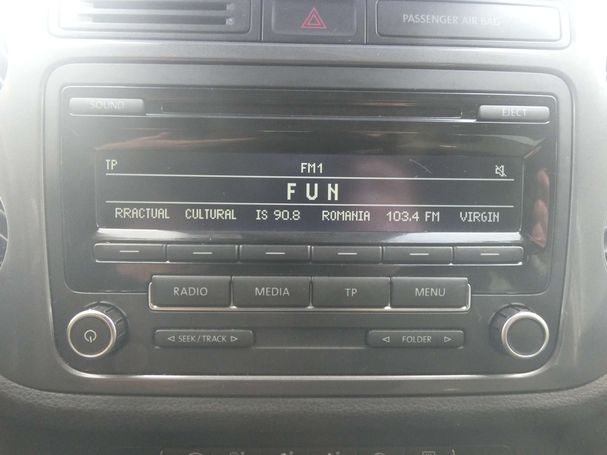 PASSENGER AIR BAG
SOUND
EJECT
TP FM1
FUN
RRACTUAL CULTURAL IS 90.8 ROMANIA 103.4 FM VIRGIN
RADIO MEDIA TP MENU
SEEK / TRACK FOLDER